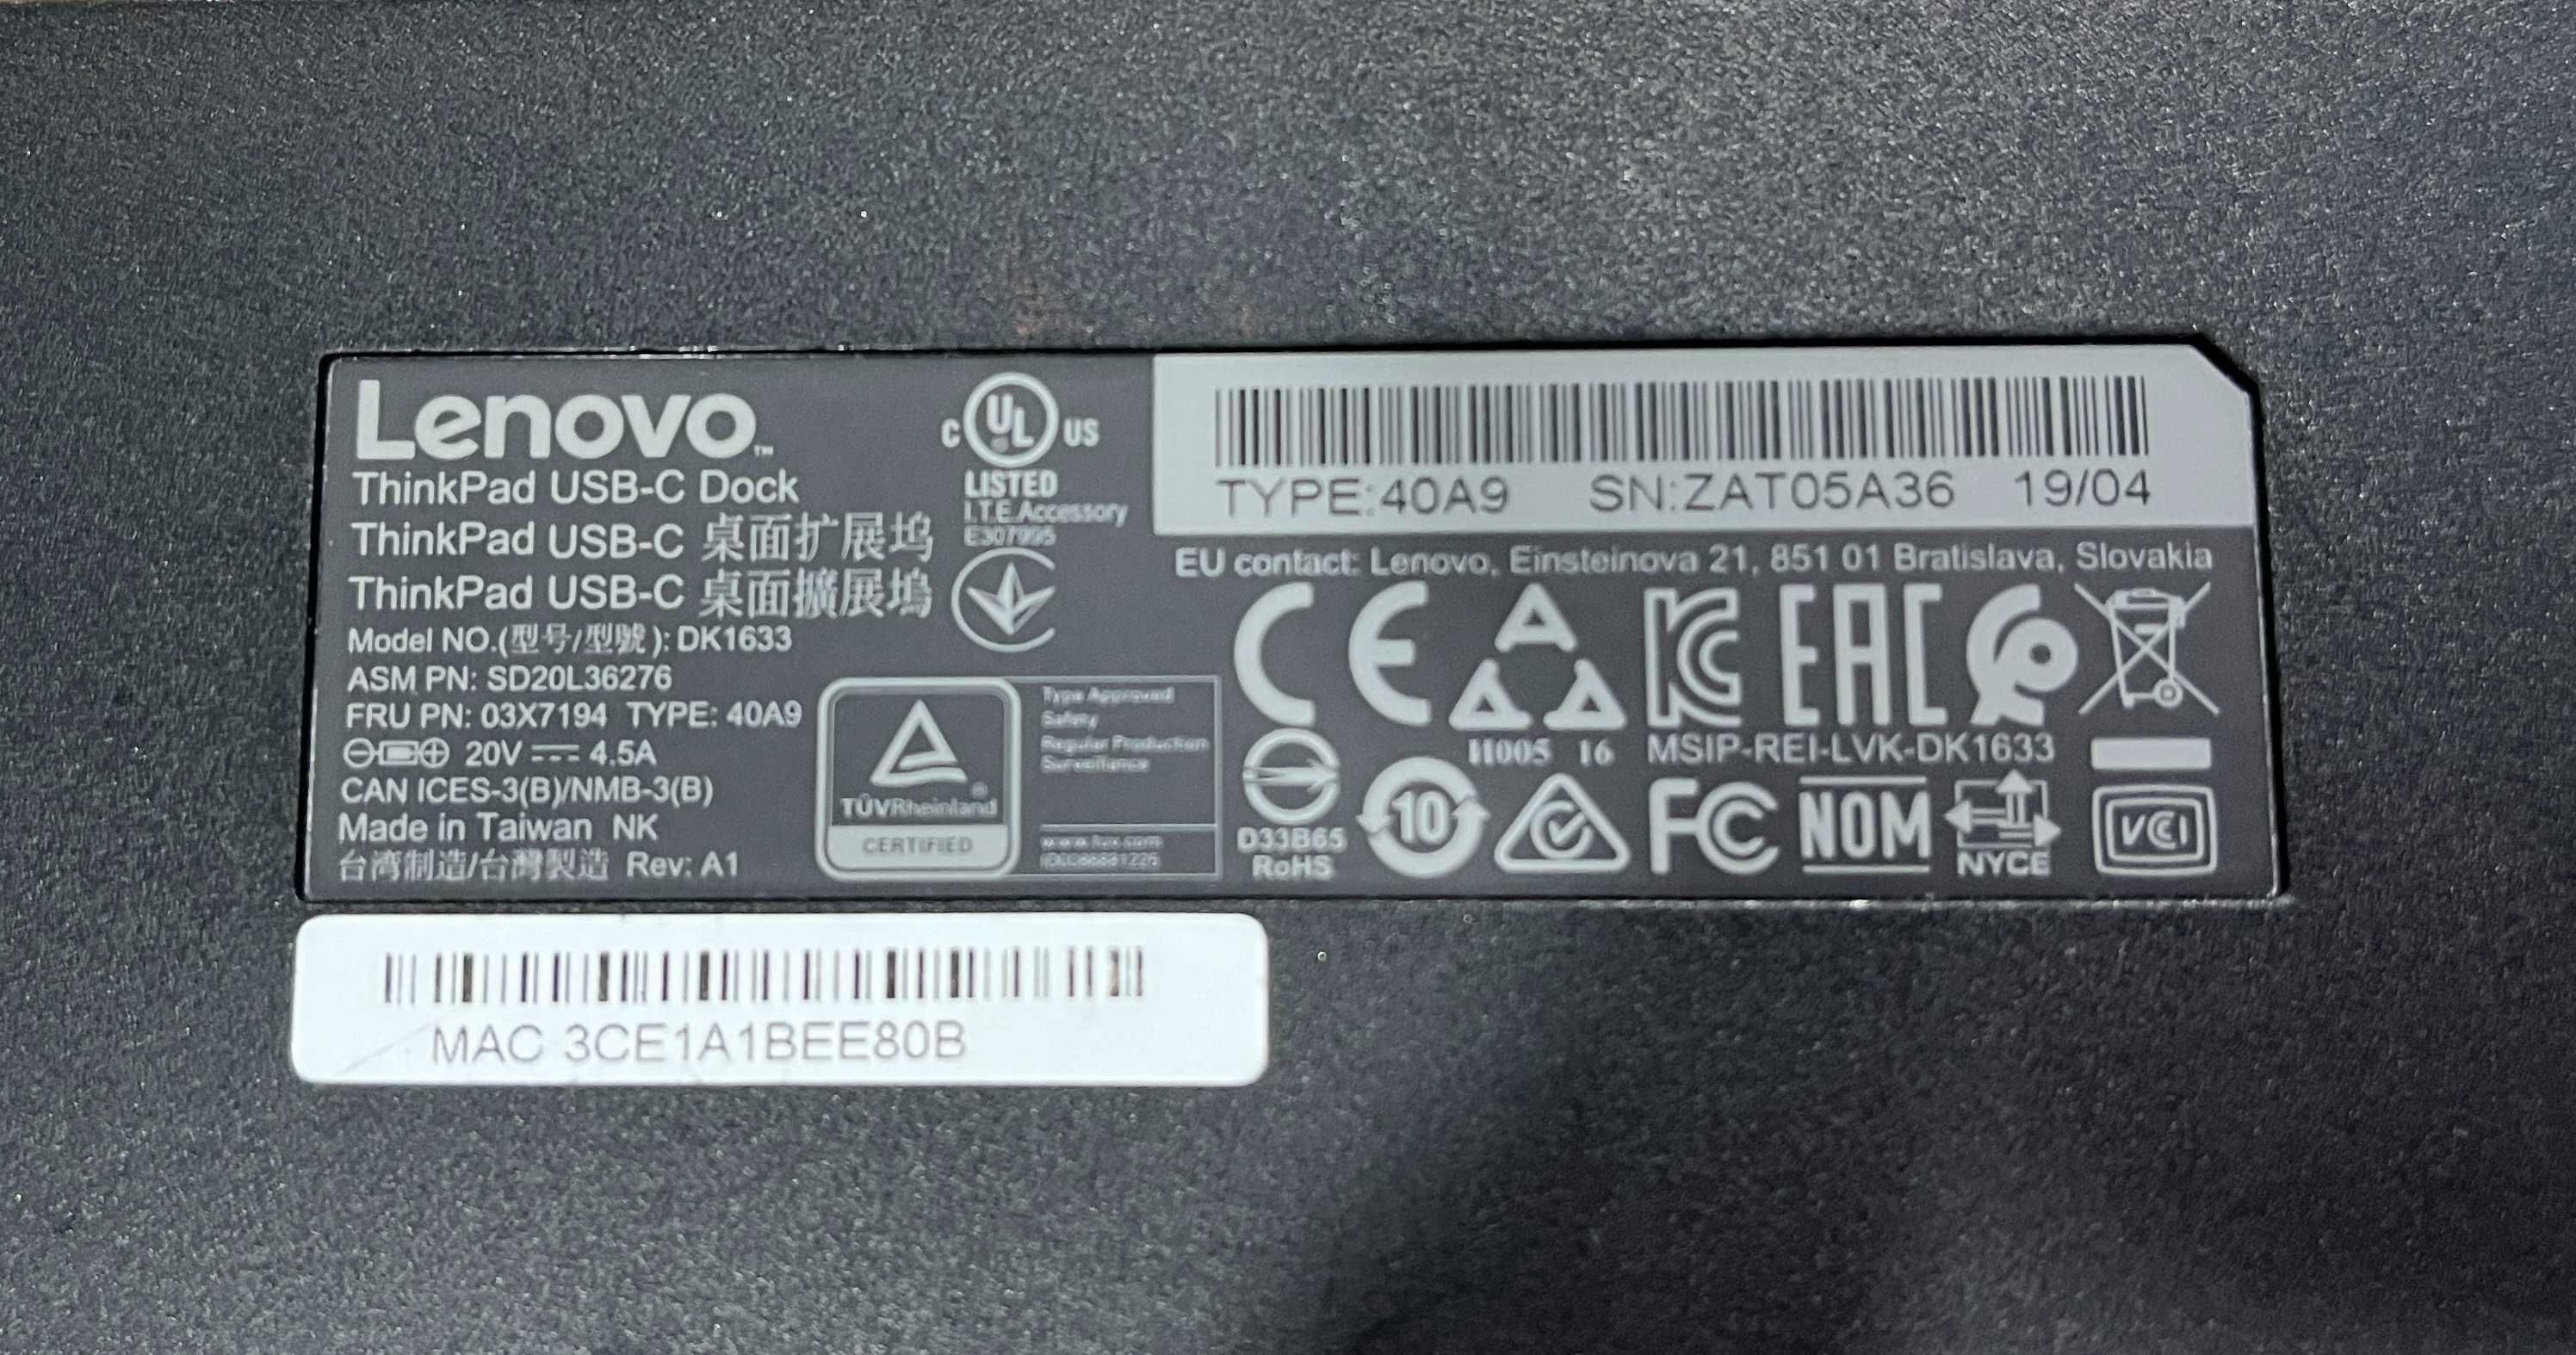 Lenovo™
ThinkPad USB-C Dock
ThinkPad USB-C 桌面扩展坞
ThinkPad USB-C 桌面擴展塢
Model NO.(型号/型號): DK1633
ASM PN: SD20L36276
FRU PN: 03X7194 TYPE: 40A9
20V 4.5A
CAN ICES-3(B)/NMB-3(B)
Made in Taiwan NK
台湾制造/台灣製造 Rev: A1
C UL US
LISTED
I.T.E. Accessory
E307995
TÜVRheinland®
CERTIFIED
Type Approved
Safety
Regular Production
Surveillance
www.tuv.com
TYPE:40A9 SN:ZAT05A36 19/04
EU contact: Lenovo, Einsteinova 21, 851 01 Bratislava, Slovakia
CE KC EAC
H005 16 MSIP-REI-LVK-DK1633
D33B65
RoHS
10
FC
NOM
NYCE
VCI
MAC 3CE1A1BEE80B